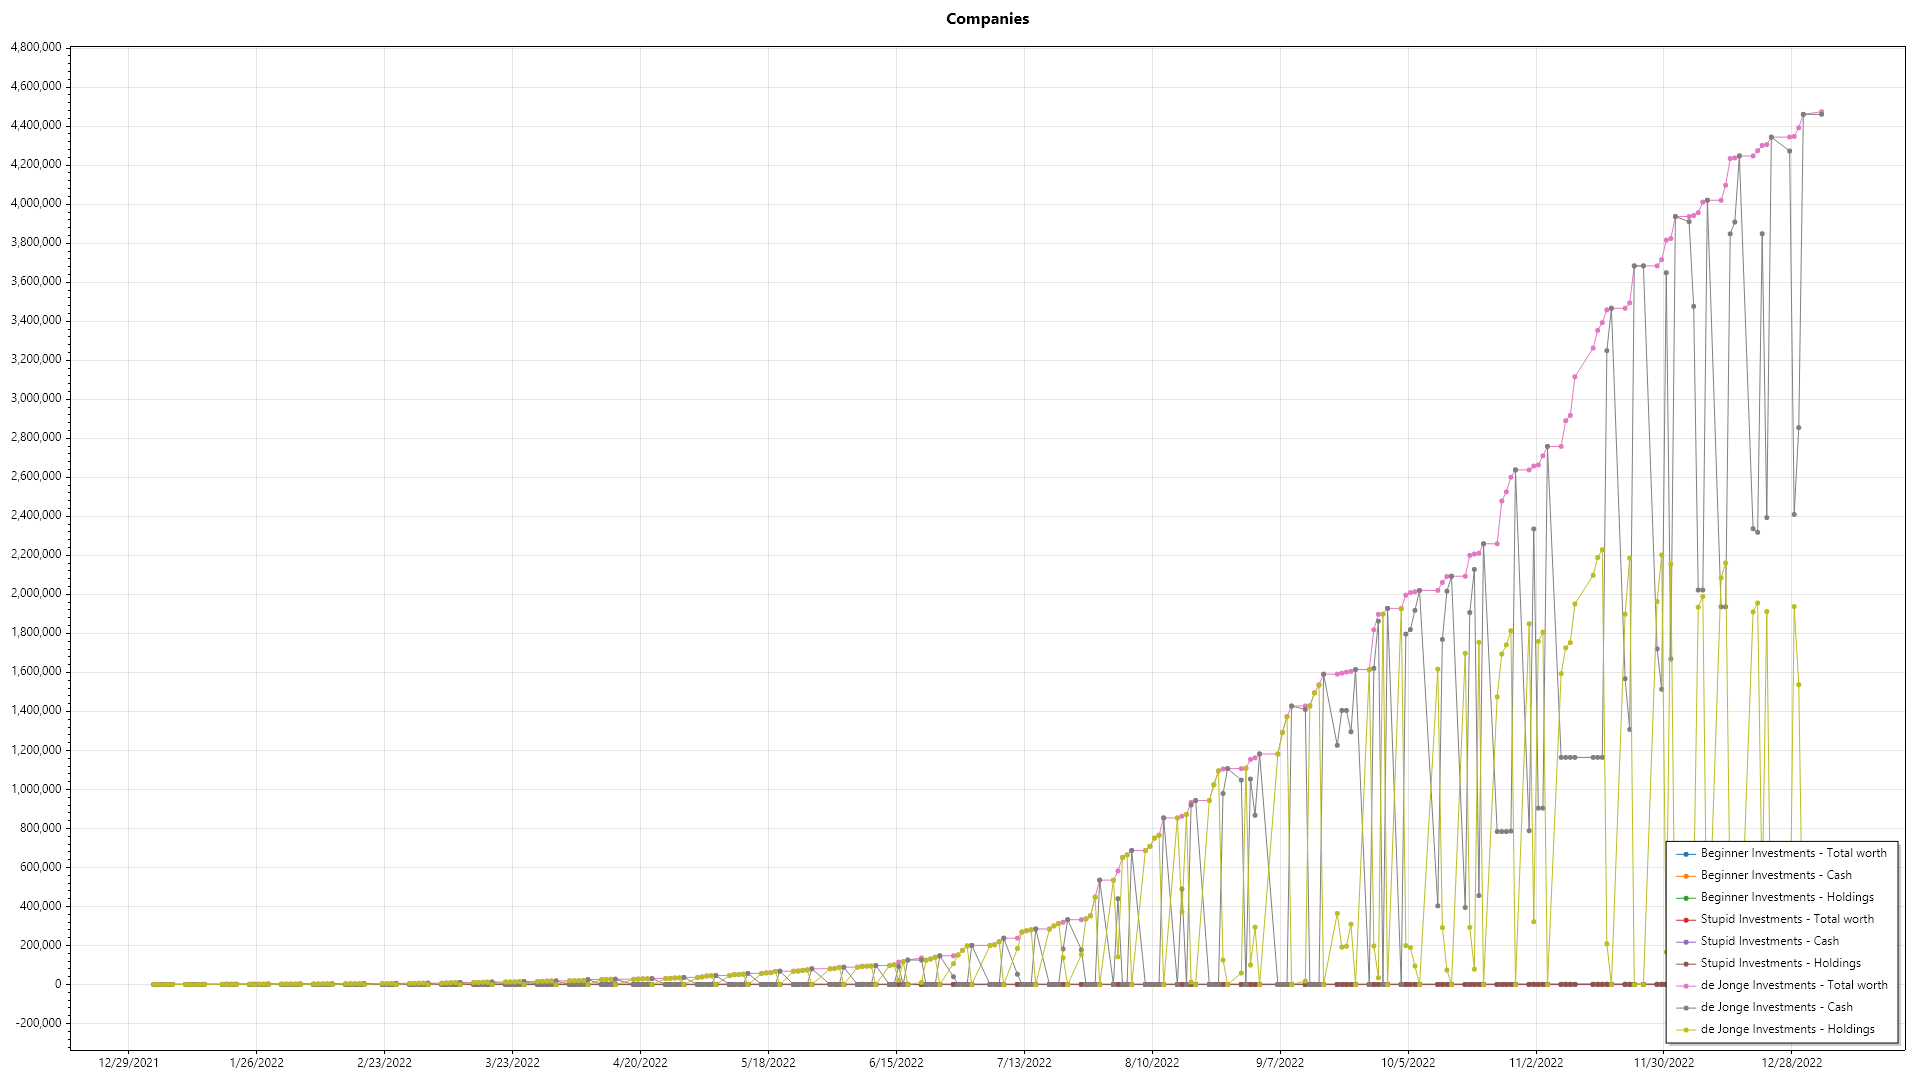 Companies
4,800,000
4,600,000
4,400,000
4,200,000
4,000,000
3,800,000
3,600,000
3,400,000
3,200,000
3,000,000
2,800,000
2,600,000
2,400,000
2,200,000
2,000,000
1,800,000
1,600,000
1,400,000
1,200,000
1,000,000
800,000
600,000
400,000
200,000
0
-200,000
Beginner Investments - Total worth
Beginner Investments - Cash
Beginner Investments - Holdings
Stupid Investments - Total worth
Stupid Investments - Cash
Stupid Investments - Holdings
de Jonge Investments - Total worth
de Jonge Investments - Cash
de Jonge Investments - Holdings
12/29/2021 1/26/2022 2/23/2022 3/23/2022 4/20/2022 5/18/2022 6/15/2022 7/13/2022 8/10/2022 9/7/2022 10/5/2022 11/2/2022 11/30/2022 12/28/2022